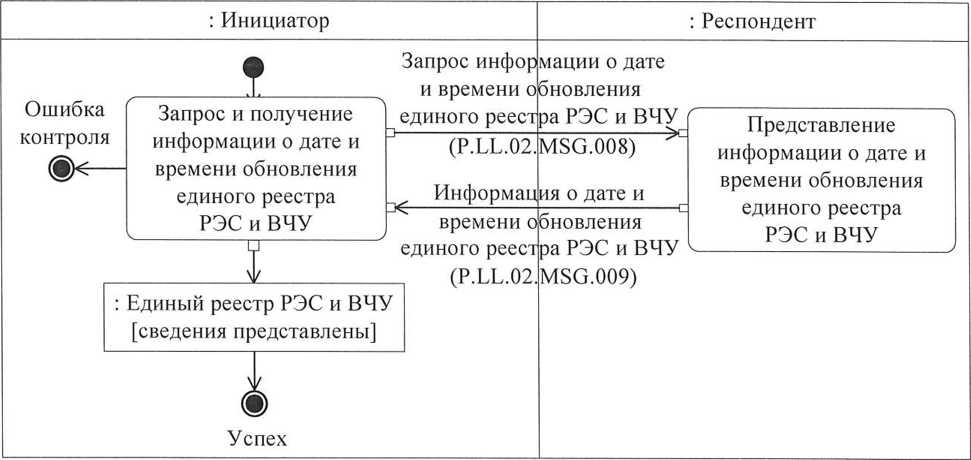 : Инициатор
: Респондент
Ошибка
контроля
Запрос и получение
информации о дате и
времени обновления
единого реестра
РЭС и ВЧУ
Запрос информации о дате
и времени обновления
единого реестра РЭС и ВЧУ
(P.LL.02.MSG.008)
Информация о дате и
времени обновления
единого реестра РЭС и ВЧУ
(P.LL.02.MSG.009)
Представление
информации о дате и
времени обновления
единого реестра
РЭС и ВЧУ
: Единый реестр РЭС и ВЧУ
[сведения представлены]
Успех